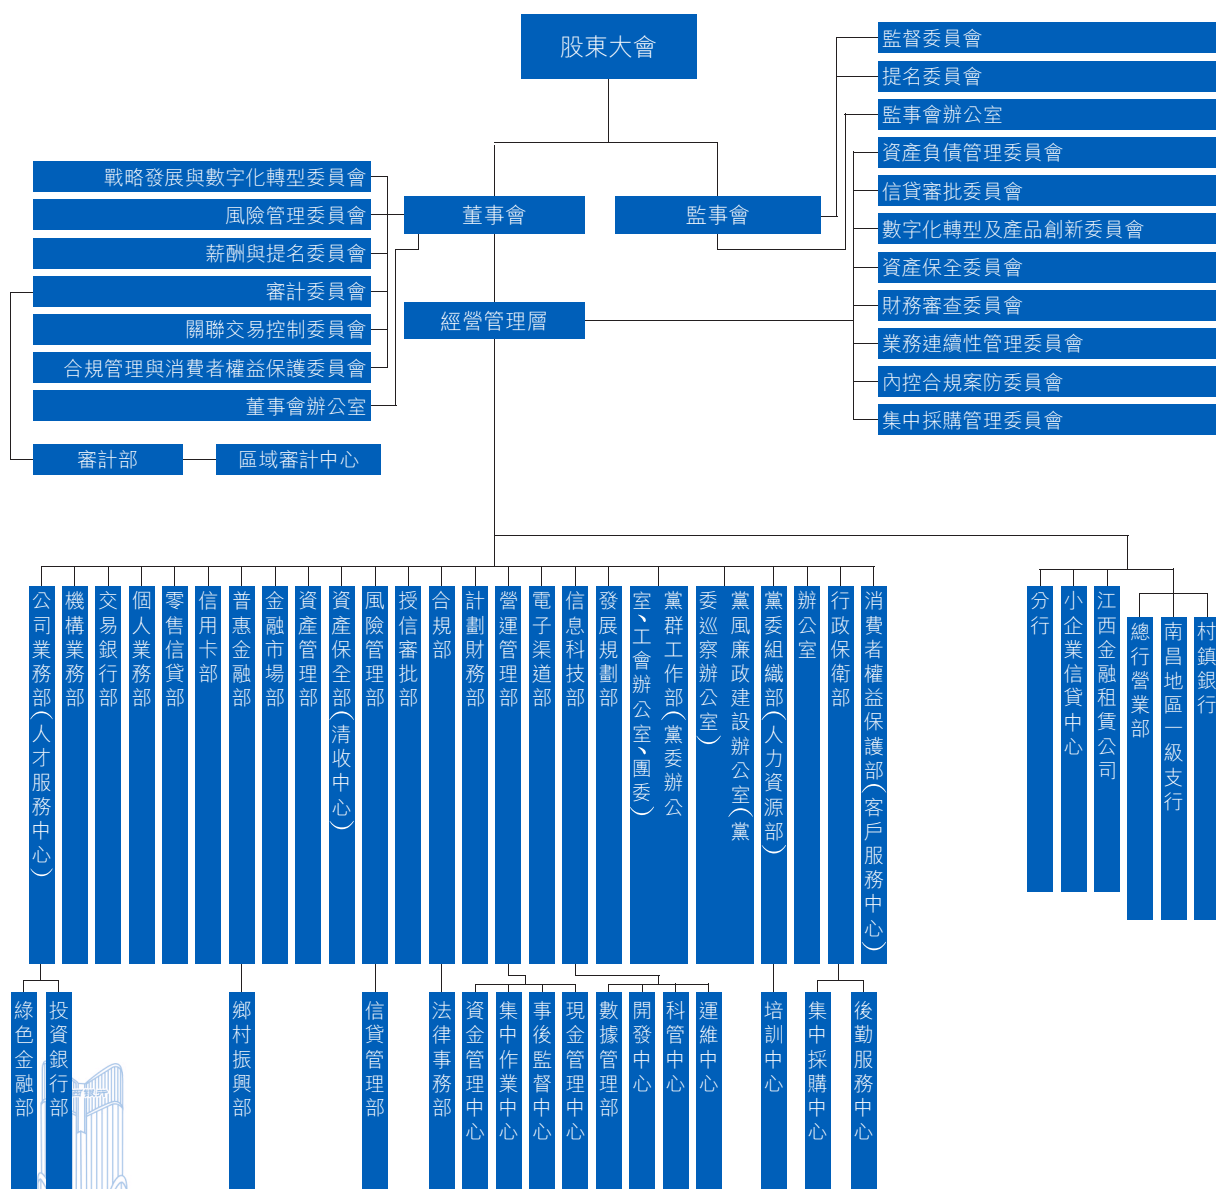 股東大會
監督委員會
提名委員會
監事會辦公室
資產負債管理委員會
信貸審批委員會
數字化轉型及產品創新委員會
資產保全委員會
財務審查委員會
業務連續性管理委員會
內控合規案防委員會
集中採購管理委員會
戰略發展與數字化轉型委員會
風險管理委員會
薪酬與提名委員會
審計委員會
關聯交易控制委員會
合規管理與消費者權益保護委員會
董事會辦公室
董事會
監事會
經營管理層
審計部
區域審計中心
公司業務部(人才服務中心)
機構業務部
交易銀行部
個人業務部
零售信貸部
信用卡部
普惠金融部
金融市場部
資產管理部
資產保全部(清收中心)
風險管理部
授信審批部
合規部
計劃財務部
營運管理部
電子渠道部
信息科技部
發展規劃部
黨群工作部(黨委辦公
室、工會辦公室、團委)
黨風廉政建設辦公室(黨
委巡察辦公室)
黨委組織部(人力資源部)
辦公室
行政保衛部
消費者權益保護部(客戶服務中心)
分行
小企業信貸中心
江西金融租賃公司
總行營業部
南昌地區一級支行
村鎮銀行
綠色金融部
投資銀行部
鄉村振興部
信貸管理部
法律事務部
資金管理中心
集中作業中心
事後監督中心
現金管理中心
數據管理部
開發中心
科管中心
運維中心
培訓中心
集中採購中心
後勤服務中心